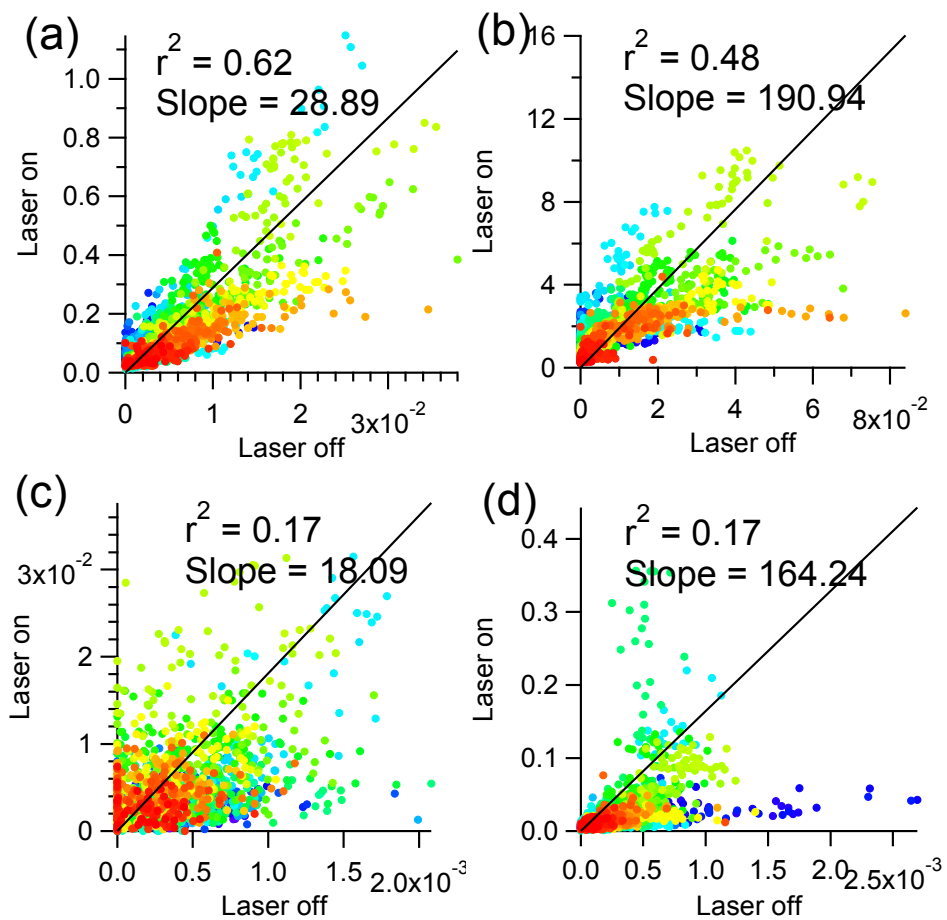 (a)
r² = 0.62
Slope = 28.89
Laser on
1.0
0.8
0.6
0.4
0.2
0.0
0
1
2
3x10⁻²
Laser off
(b)
r² = 0.48
Slope = 190.94
Laser on
16
12
8
4
0
0
2
4
6
8x10⁻²
Laser off
(c)
r² = 0.17
Slope = 18.09
Laser on
3x10⁻²
2
1
0
0.0
0.5
1.0
1.5
2.0x10⁻³
Laser off
(d)
r² = 0.17
Slope = 164.24
Laser on
0.4
0.3
0.2
0.1
0.0
0.0
0.5
1.0
1.5
2.0
2.5x10⁻³
Laser off